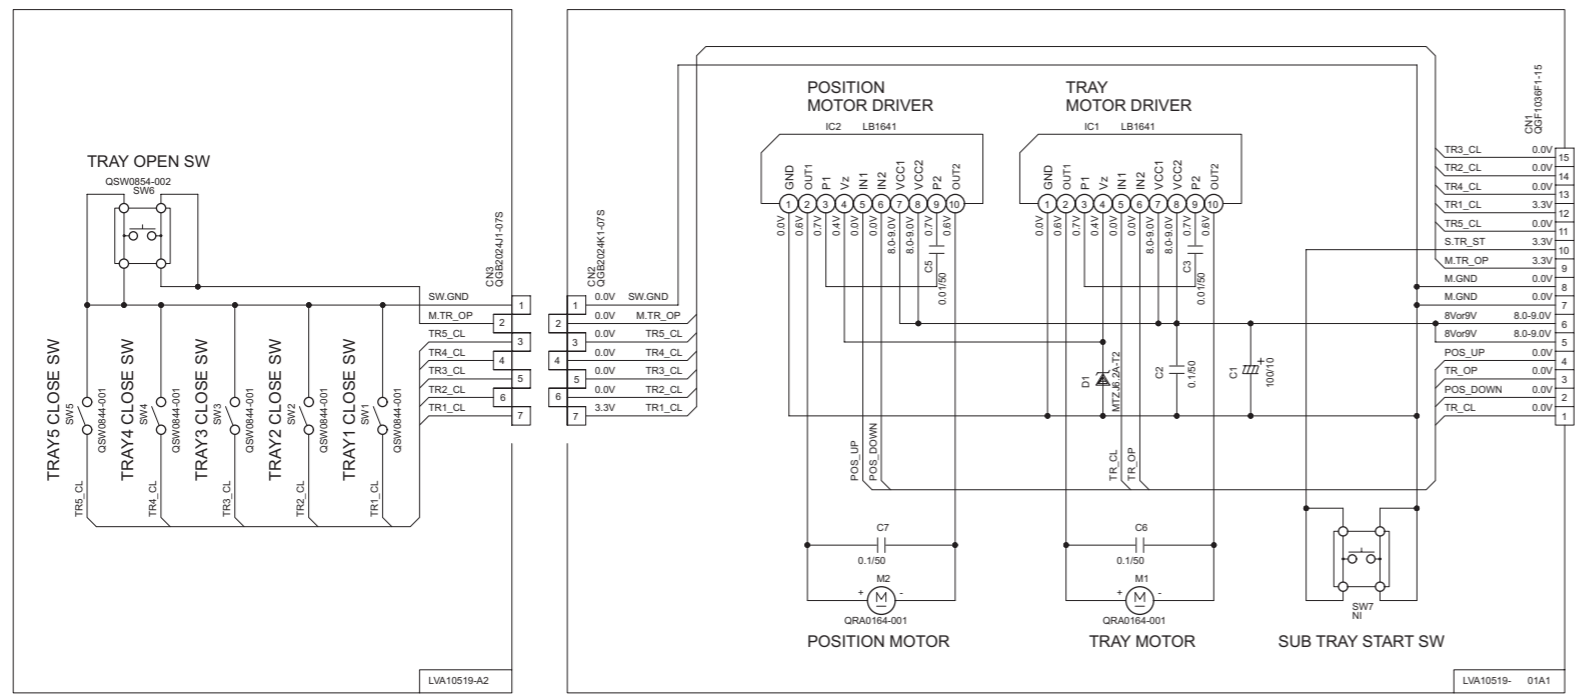 TRAY OPEN SW
QSW0854-002
SW6
CN3
QGB2024J1-07S
SW.GND
1
M.TR_OP
2
TR5_CL
3
TR4_CL
4
TR3_CL
5
TR2_CL
6
TR1_CL
7
TRAY5 CLOSE SW
SW5
QSW0844-001
TRAY4 CLOSE SW
SW4
QSW0844-001
TRAY3 CLOSE SW
SW3
QSW0844-001
TRAY2 CLOSE SW
SW2
QSW0844-001
TRAY1 CLOSE SW
SW1
QSW0844-001
TR5_CL
TR4_CL
TR3_CL
TR2_CL
TR1_CL
LVA10519-A2
CN2
QGB2024K1-07S
1 0.0V SW.GND
2 0.0V M.TR_OP
3 0.0V TR5_CL
4 0.0V TR4_CL
5 0.0V TR3_CL
6 0.0V TR2_CL
7 3.3V TR1_CL
POSITION
MOTOR DRIVER
IC2 LB1641
GND OUT1 P1 Vz IN1 IN2 VCC1 VCC2 P2 OUT2
1 2 3 4 5 6 7 8 9 10
0.0V 0.6V 0.7V 0.4V 0.0V 0.0V 8.0-9.0V 0.7V 0.6V
C5
0.01/50
TRAY
MOTOR DRIVER
IC1 LB1641
GND OUT1 P1 Vz IN1 IN2 VCC1 VCC2 P2 OUT2
1 2 3 4 5 6 7 8 9 10
0.0V 0.6V 0.7V 0.4V 0.0V 0.0V 8.0-9.0V 8.0-9.0V 0.7V 0.6V
C3
0.01/50
D1
MTZJ6.2A-T2
C2
0.1/50
C1
+
100/10
POS_UP
POS_DOWN
TR_CL
TR_OP
C7
0.1/50
M2
+ M -
QRA0164-001
POSITION MOTOR
C6
0.1/50
M1
+ M -
QRA0164-001
TRAY MOTOR
SW7
NI
SUB TRAY START SW
CN1
QGF1036F1-15
TR3_CL 0.0V 15
TR2_CL 0.0V 14
TR4_CL 0.0V 13
TR1_CL 3.3V 12
TR5_CL 0.0V 11
S.TR_ST 3.3V 10
M.TR_OP 3.3V 9
M.GND 0.0V 8
M.GND 0.0V 7
8Vor9V 8.0-9.0V 6
8Vor9V 8.0-9.0V 5
POS_UP 0.0V 4
TR_OP 0.0V 3
POS_DOWN 0.0V 2
TR_CL 0.0V 1
LVA10519- 01A1